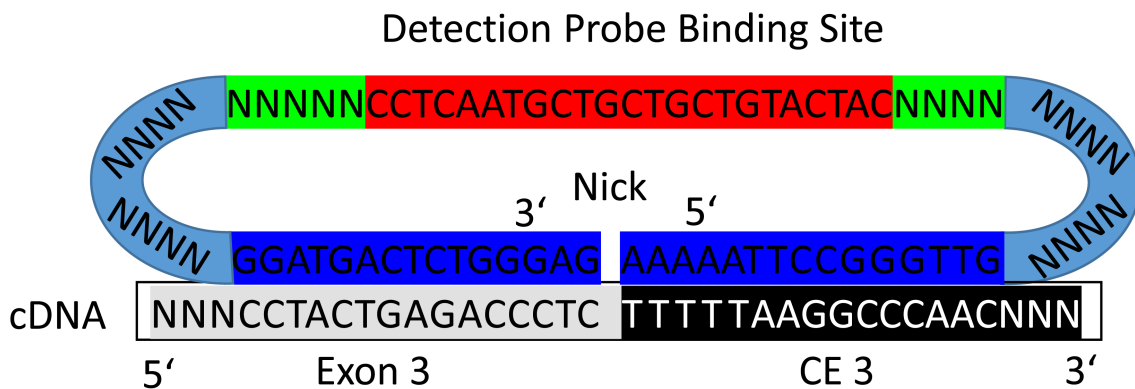 Detection Probe Binding Site
NNNN NNNNNCCTCAATGCTGCTGCTGTACTACNNNN NNNN
Nick
3‘ 5‘
NNNN GGATGACTCTGGGAG AAAAATTCCGGGTTG NNNN
cDNA NNNCCTACTGAGACCCTC TTTTTAAGGCCCAACNNN
5‘ Exon 3 CE 3 3‘